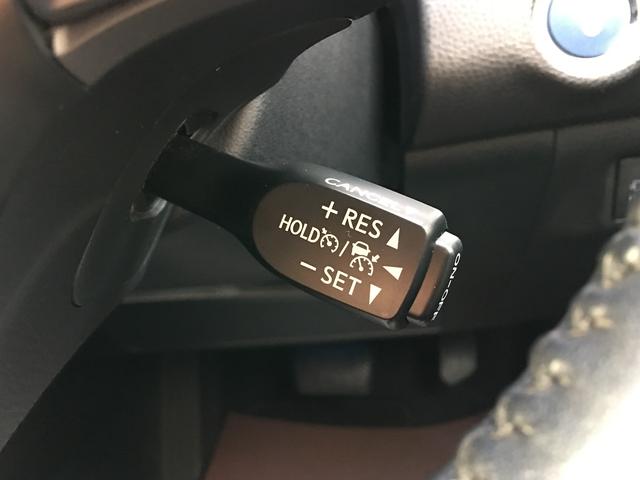 CANCEL
+ RES
HOLD /
− SET
ON-OFF